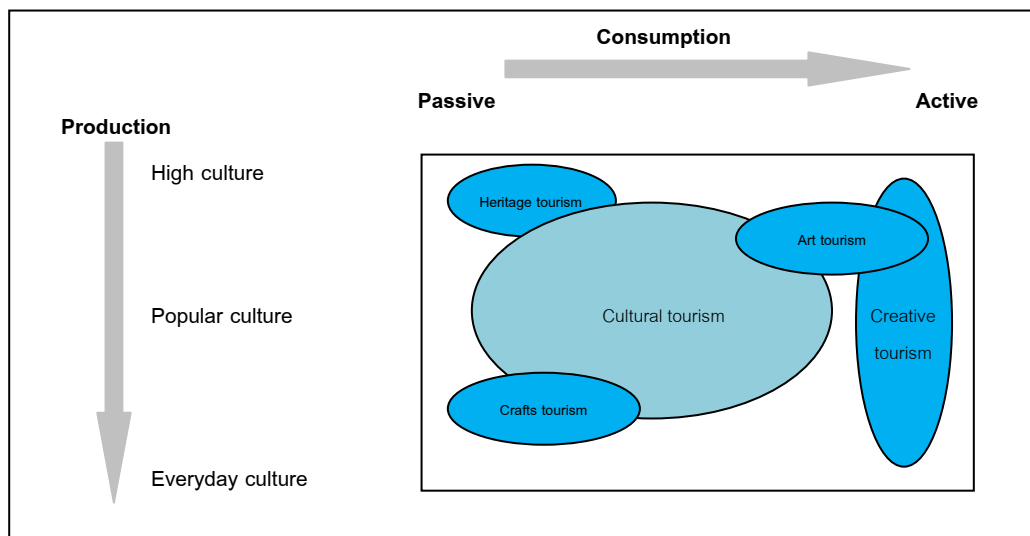 Consumption
Passive
Active
Production
High culture
Heritage tourism
Art tourism
Popular culture
Cultural tourism
Creative
tourism
Crafts tourism
Everyday culture